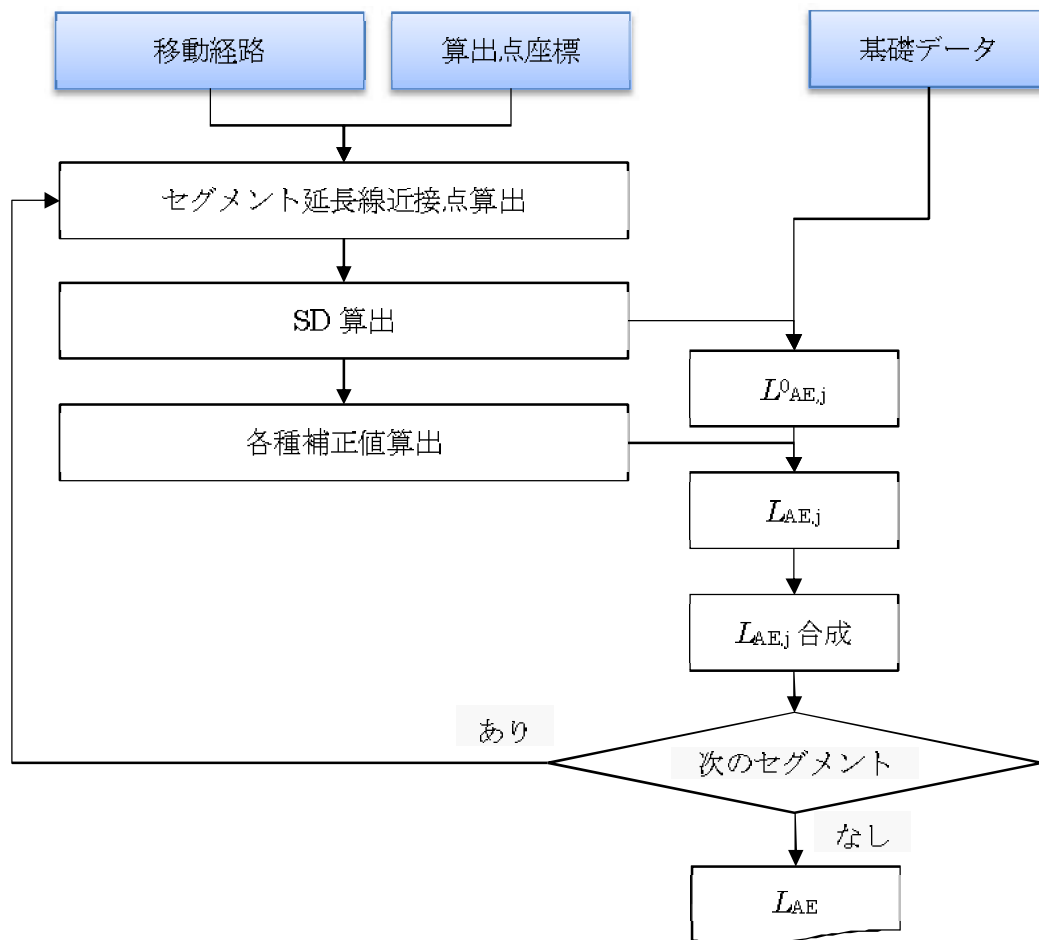 移動経路
算出点座標
基礎データ
セグメント延長線近接点算出
SD 算出
L⁰AE,j
各種補正値算出
LAE,j
LAE,j 合成
あり
次のセグメント
なし
LAE